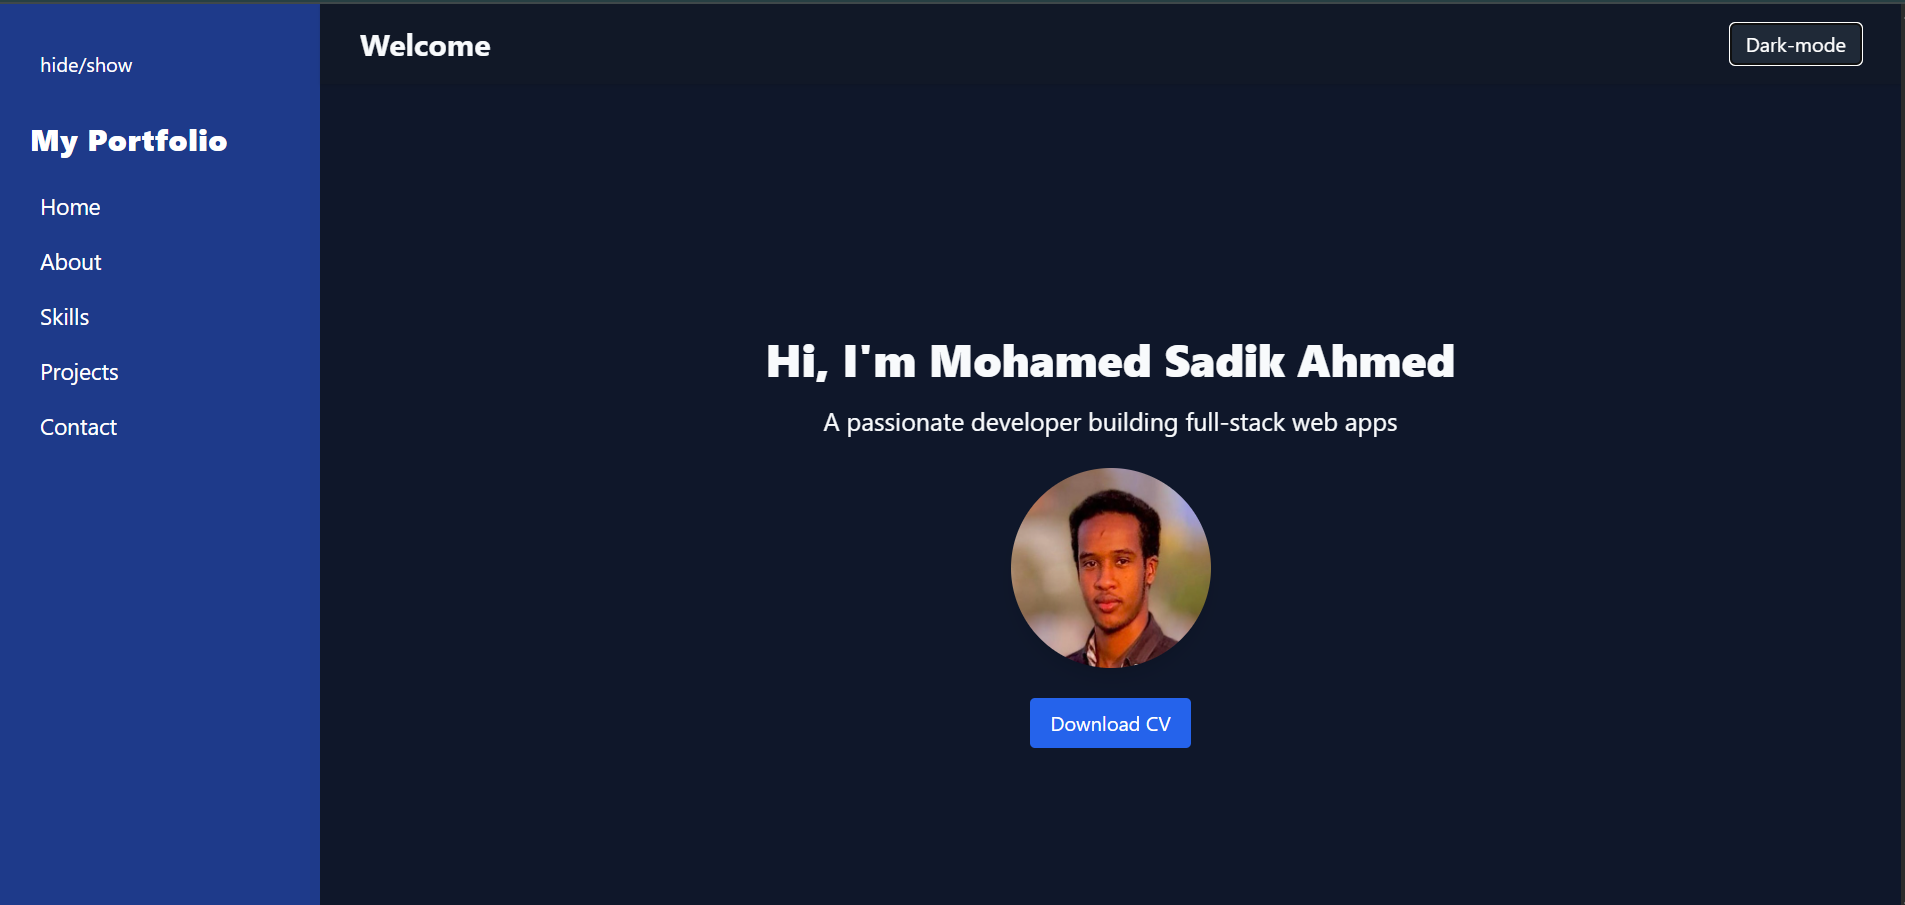 hide/show
My Portfolio
Home
About
Skills
Projects
Contact
Welcome
Dark-mode
Hi, I'm Mohamed Sadik Ahmed
A passionate developer building full-stack web apps
Download CV